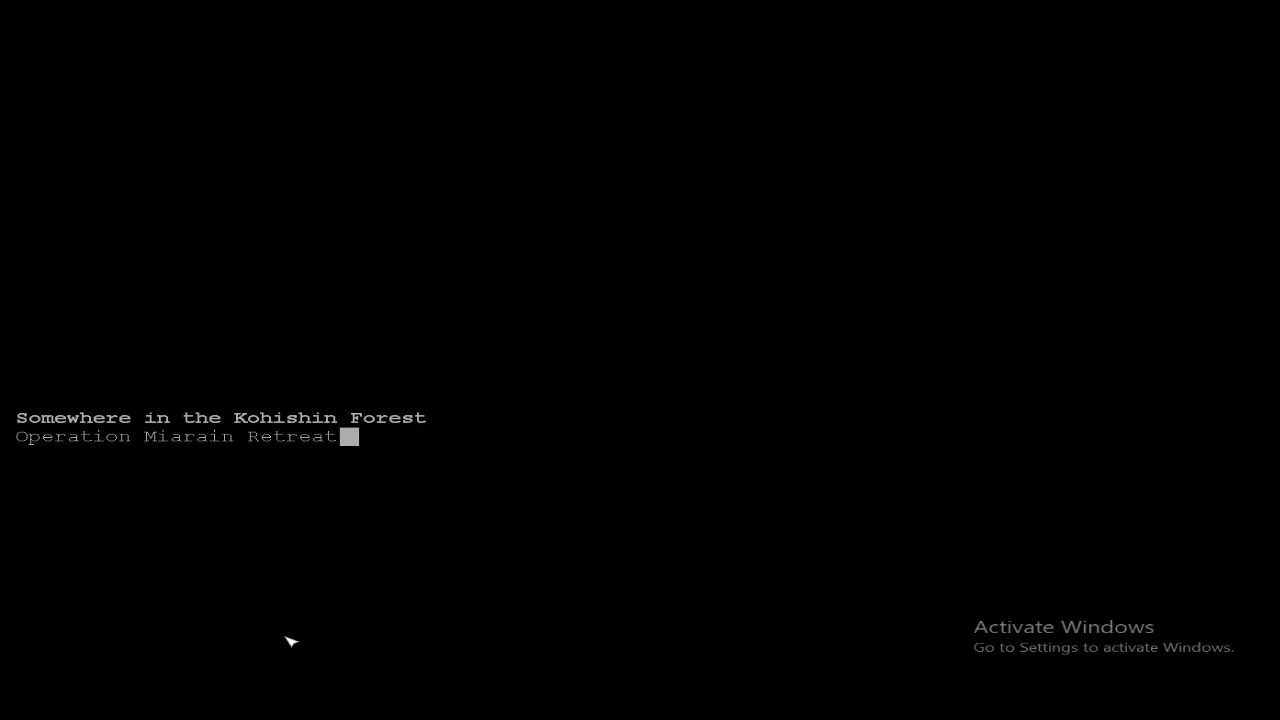 Somewhere in the Kohishin Forest
Operation Miarain Retreat
Activate Windows
Go to Settings to activate Windows.